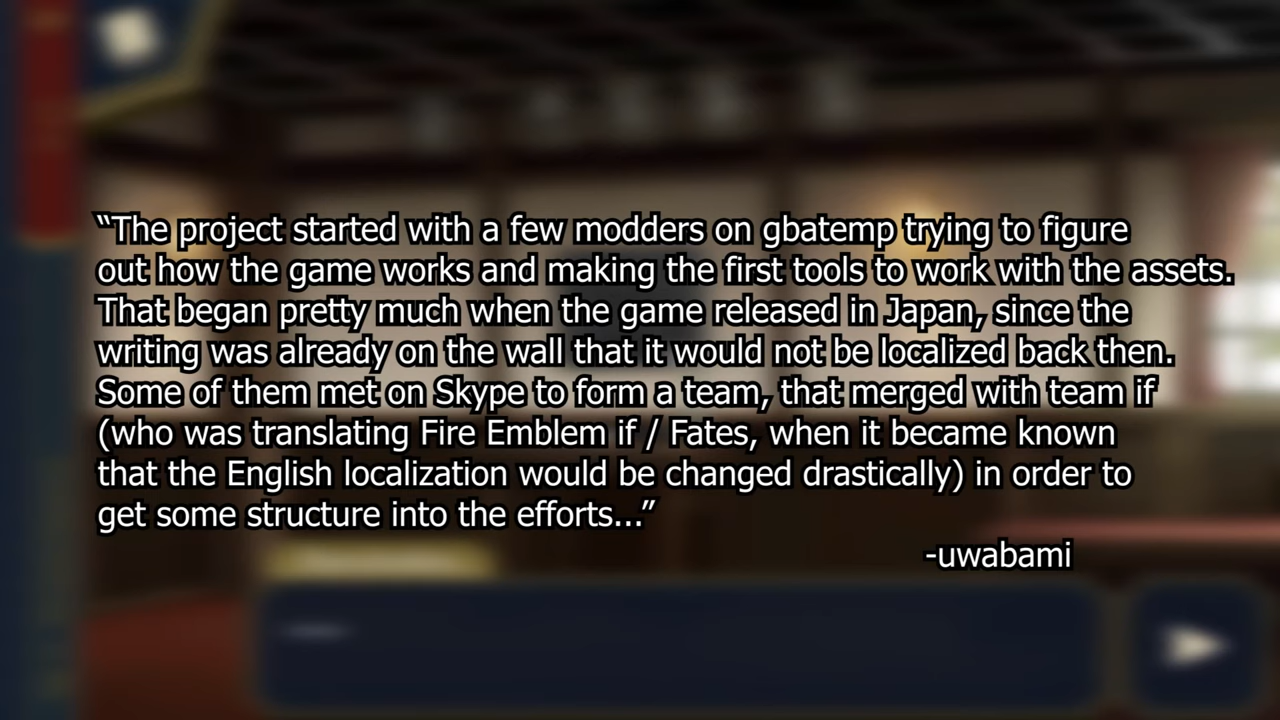 “The project started with a few modders on gbatemp trying to figure
out how the game works and making the first tools to work with the assets.
That began pretty much when the game released in Japan, since the
writing was already on the wall that it would not be localized back then.
Some of them met on Skype to form a team, that merged with team if
(who was translating Fire Emblem if / Fates, when it became known
that the English localization would be changed drastically) in order to
get some structure into the efforts...”
-uwabami